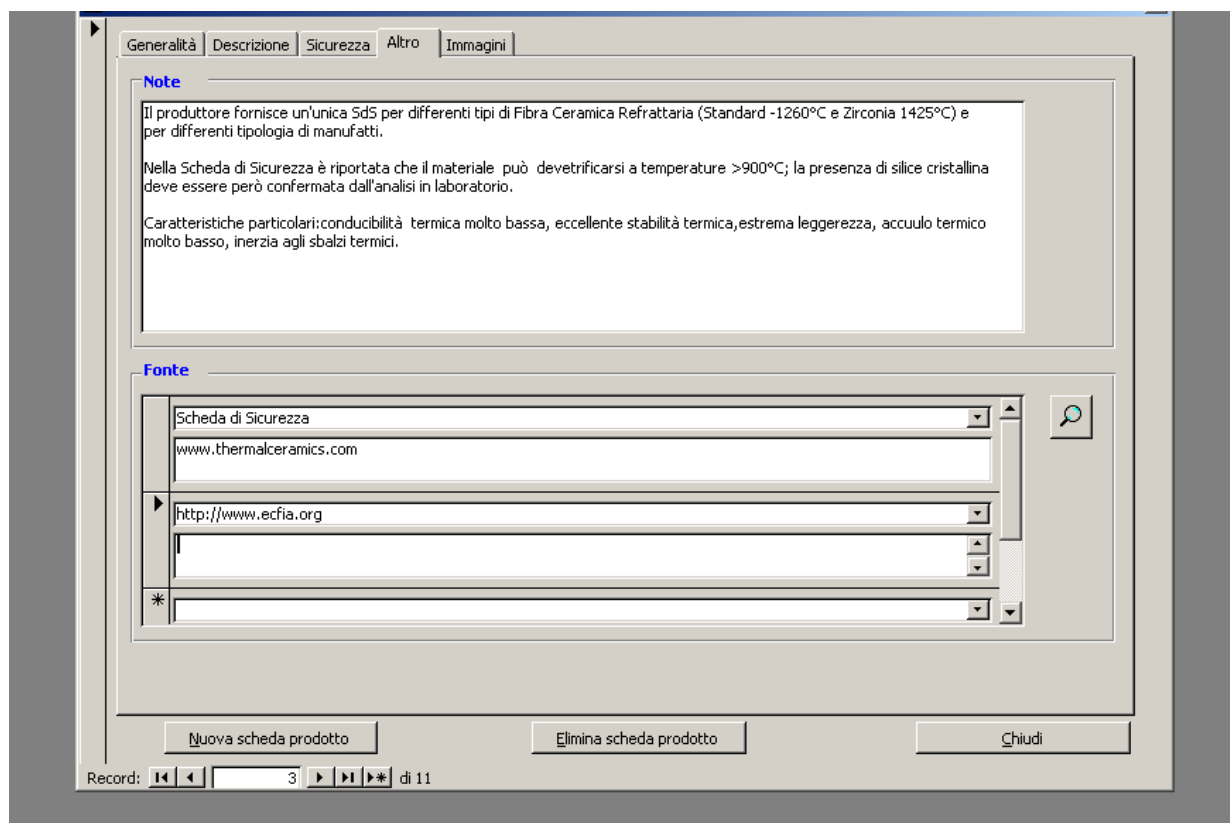 Generalità Descrizione Sicurezza Altro Immagini
Note
Il produttore fornisce un'unica SdS per differenti tipi di Fibra Ceramica Refrattaria (Standard -1260°C e Zirconia 1425°C) e
per differenti tipologia di manufatti.
Nella Scheda di Sicurezza è riportata che il materiale può devetrificarsi a temperature >900°C; la presenza di silice cristallina
deve essere però confermata dall'analisi in laboratorio.
Caratteristiche particolari:conducibilità termica molto bassa, eccellente stabilità termica,estrema leggerezza, accuulo termico
molto basso, inerzia agli sbalzi termici.
Fonte
Scheda di Sicurezza
www.thermalceramics.com
http://www.ecfia.org
Nuova scheda prodotto Elimina scheda prodotto Chiudi
Record: 3 di 11